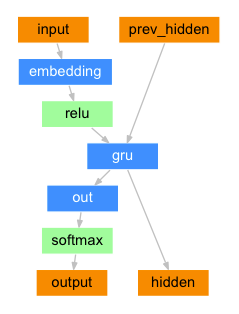 input
prev_hidden
embedding
relu
gru
out
softmax
output
hidden